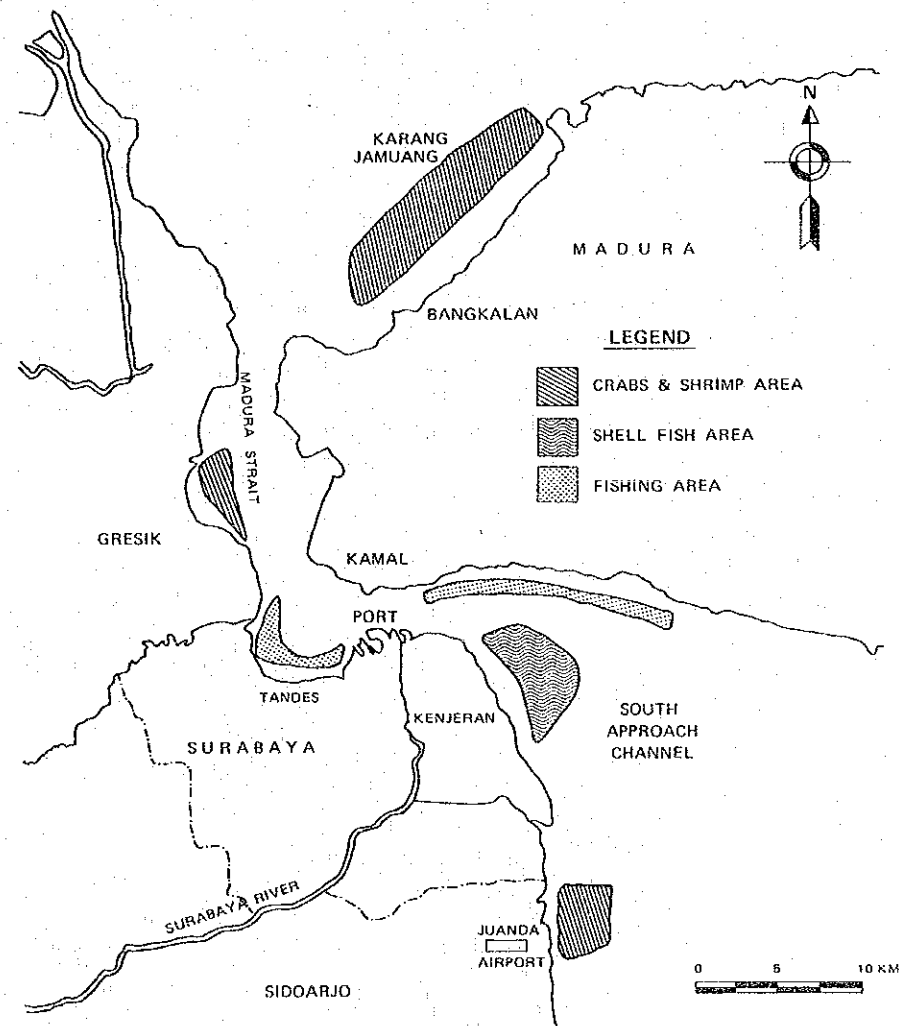 N
KARANG
JAMUANG
MADURA
BANGKALAN
LEGEND
CRABS & SHRIMP AREA
SHELL FISH AREA
FISHING AREA
MADURA STRAIT
GRESIK
KAMAL
PORT
TANDES
KENJERAN
SURABAYA
SOUTH
APPROACH
CHANNEL
SURABAYA RIVER
JUANDA
AIRPORT
SIDOARJO
0 5 10 KM